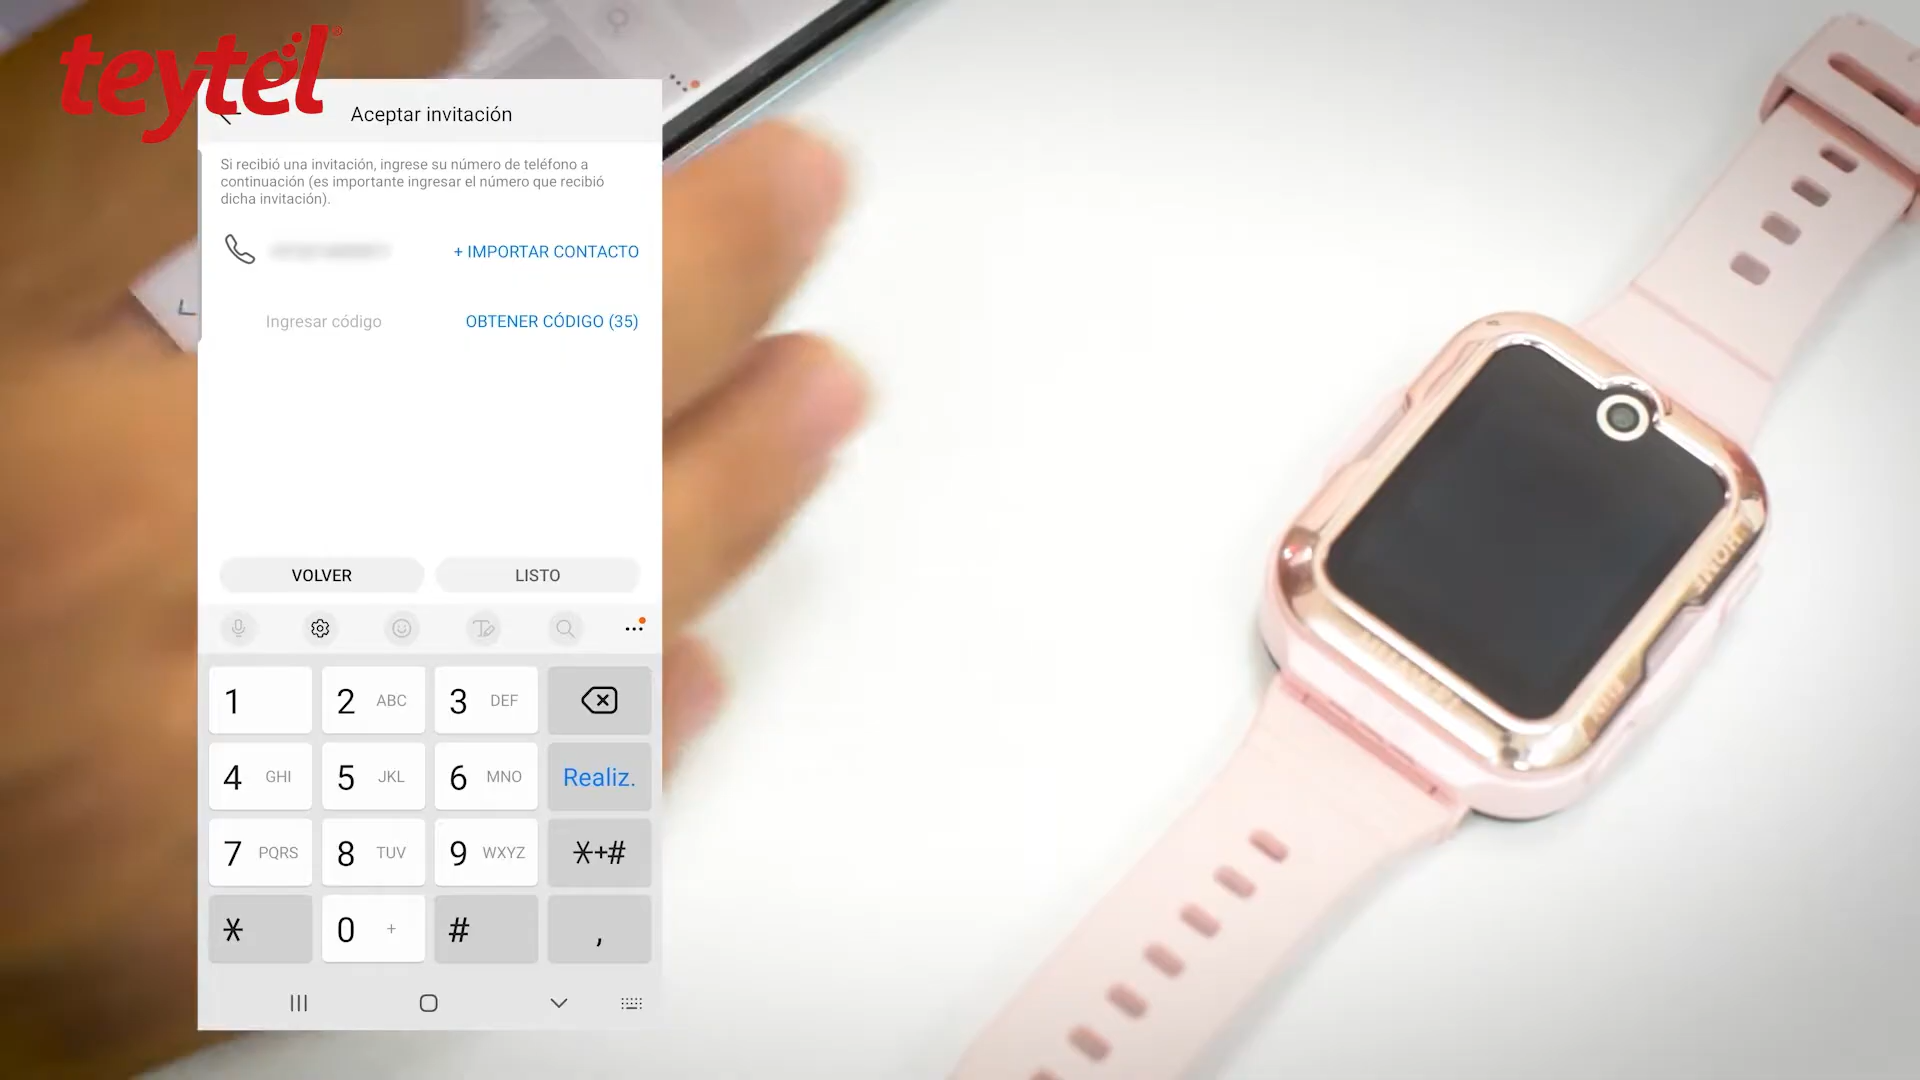 teytel®
Aceptar invitación
Si recibió una invitación, ingrese su número de teléfono a
continuación (es importante ingresar el número que recibió
dicha invitación).
+ IMPORTAR CONTACTO
Ingresar código
OBTENER CÓDIGO (35)
VOLVER
LISTO
1
2 ABC
3 DEF
4 GHI
5 JKL
6 MNO
Realiz.
7 PQRS
8 TUV
9 WXYZ
*+#
*
0 +
#
,